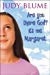 JUDY BLUME
Are you
there God?
it's me
Margaret.